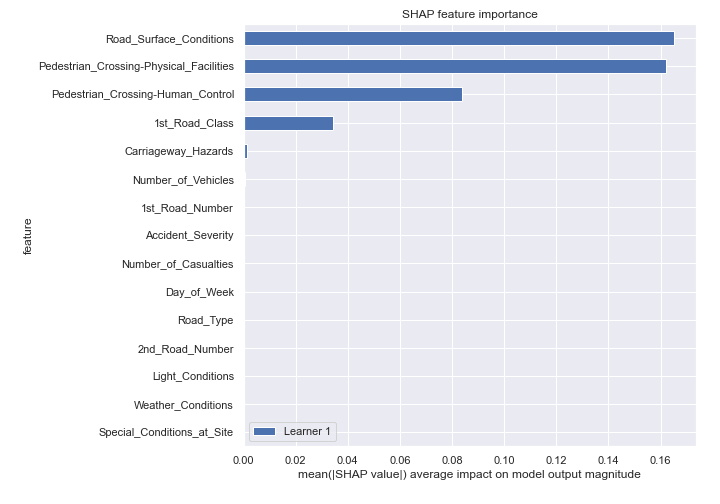 SHAP feature importance
Road_Surface_Conditions
Pedestrian_Crossing-Physical_Facilities
Pedestrian_Crossing-Human_Control
1st_Road_Class
Carriageway_Hazards
Number_of_Vehicles
1st_Road_Number
Accident_Severity
Number_of_Casualties
Day_of_Week
Road_Type
2nd_Road_Number
Light_Conditions
Weather_Conditions
Special_Conditions_at_Site
feature
Learner 1
0.00 0.02 0.04 0.06 0.08 0.10 0.12 0.14 0.16
mean(|SHAP value|) average impact on model output magnitude